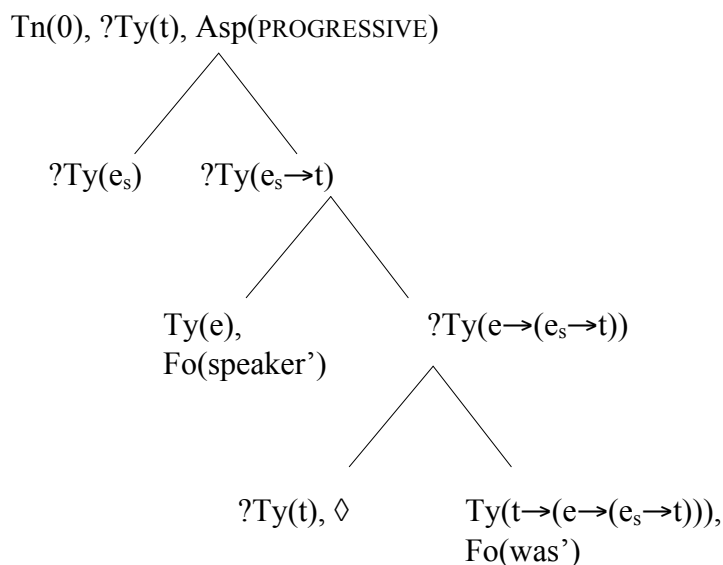 Tn(0), ?Ty(t), Asp(PROGRESSIVE)
?Ty(eₛ) ?Ty(eₛ→t)
Ty(e), ?Ty(e→(eₛ→t))
Fo(speaker’)
?Ty(t), ◊ Ty(t→(e→(eₛ→t))),
Fo(was’)